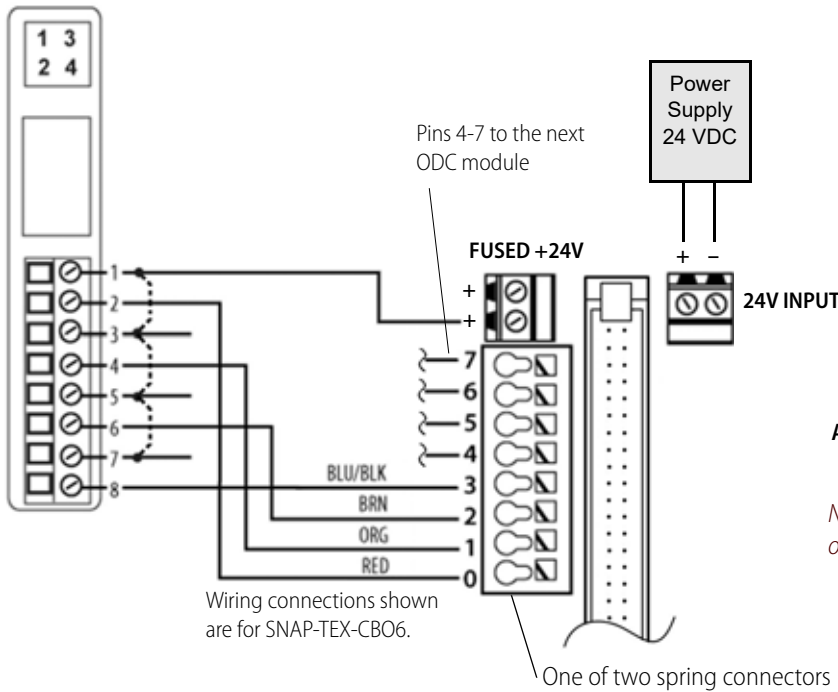 1 3
2 4
Power
Supply
24 VDC
Pins 4-7 to the next
ODC module
+ –
FUSED +24V
24V INPUT
+
+
1
2
3
4
5
6
7
8
7
6
5
4
3
2
1
0
BLU/BLK
BRN
ORG
RED
A
N
o
Wiring connections shown
are for SNAP-TEX-CBO6.
One of two spring connectors